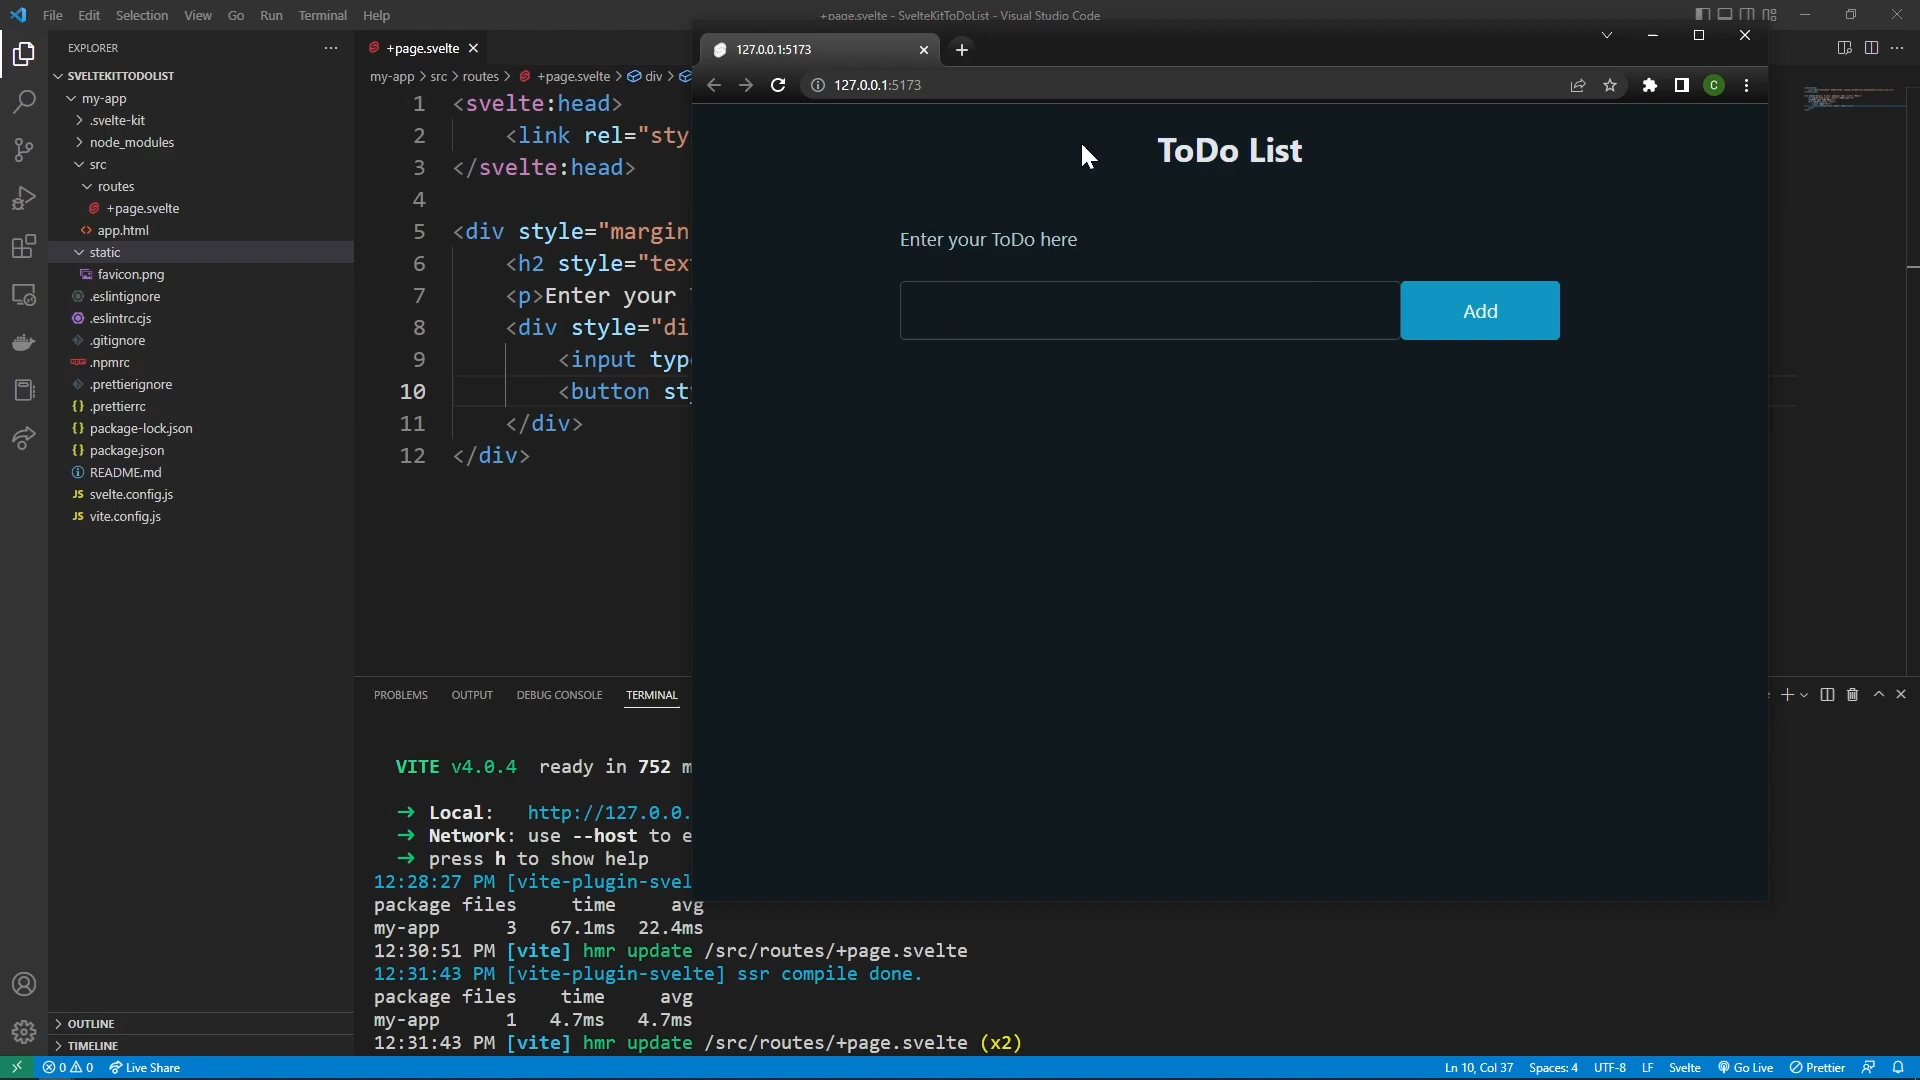 File Edit Selection View Go Run Terminal Help
+page.svelte - SvelteKitToDoList - Visual Studio Code
EXPLORER
SVELTEKITTODOLIST
my-app
.svelte-kit
node_modules
src
routes
+page.svelte
app.html
static
favicon.png
.eslintignore
.eslintrc.cjs
.gitignore
.npmrc
.prettierignore
.prettierrc
package-lock.json
package.json
README.md
svelte.config.js
vite.config.js
OUTLINE
TIMELINE
+page.svelte
my-app > src > routes > +page.svelte > div >
1 <svelte:head>
2 <link rel="sty
3 </svelte:head>
4
5 <div style="margin
6 <h2 style="tex
7 <p>Enter your
8 <div style="di
9 <input typ
10 <button st
11 </div>
12 </div>
127.0.0.1:5173
127.0.0.1:5173
C
ToDo List
Enter your ToDo here
Add
PROBLEMS OUTPUT DEBUG CONSOLE TERMINAL
VITE v4.0.4 ready in 752 m
➜ Local: http://127.0.0.
➜ Network: use --host to e
➜ press h to show help
12:28:27 PM [vite-plugin-svel
package files time avg
my-app 3 67.1ms 22.4ms
12:30:51 PM [vite] hmr update /src/routes/+page.svelte
12:31:43 PM [vite-plugin-svelte] ssr compile done.
package files time avg
my-app 1 4.7ms 4.7ms
12:31:43 PM [vite] hmr update /src/routes/+page.svelte (x2)
0 0 Live Share
Ln 10, Col 37 Spaces: 4 UTF-8 LF Svelte Go Live Prettier